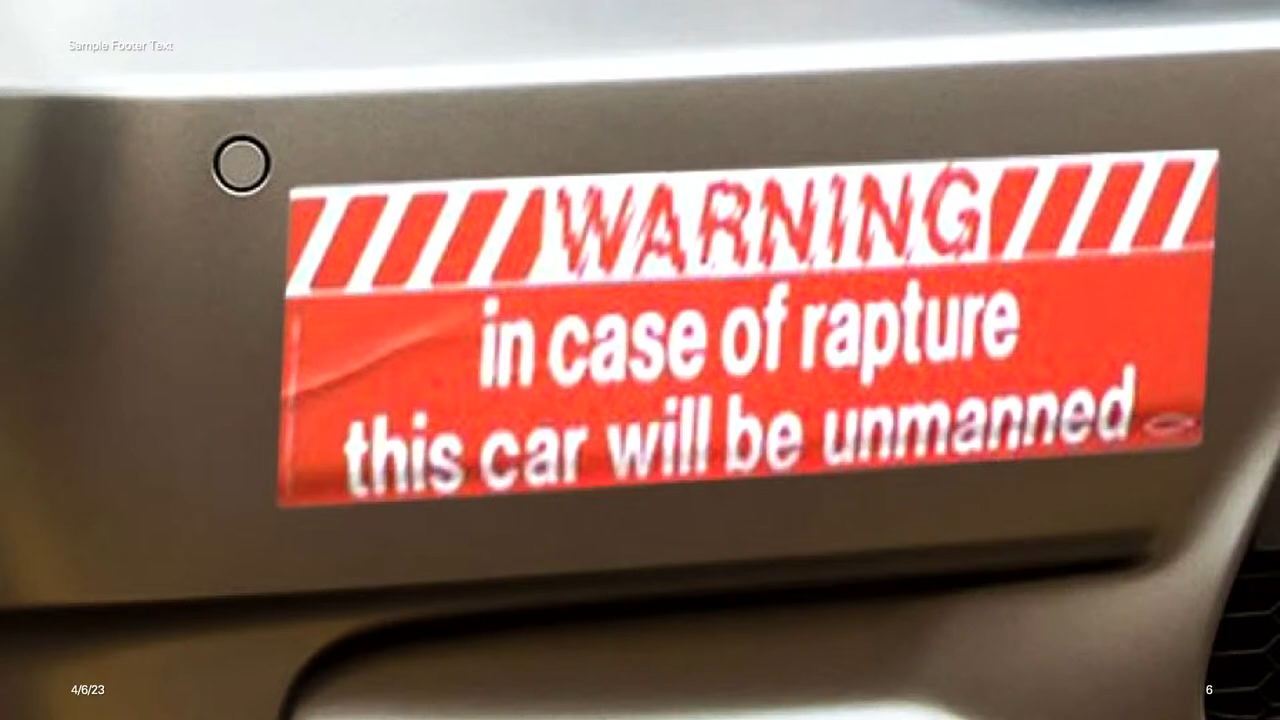 Sample Footer Text
WARNING
in case of rapture
this car will be unmanned
4/6/23
6